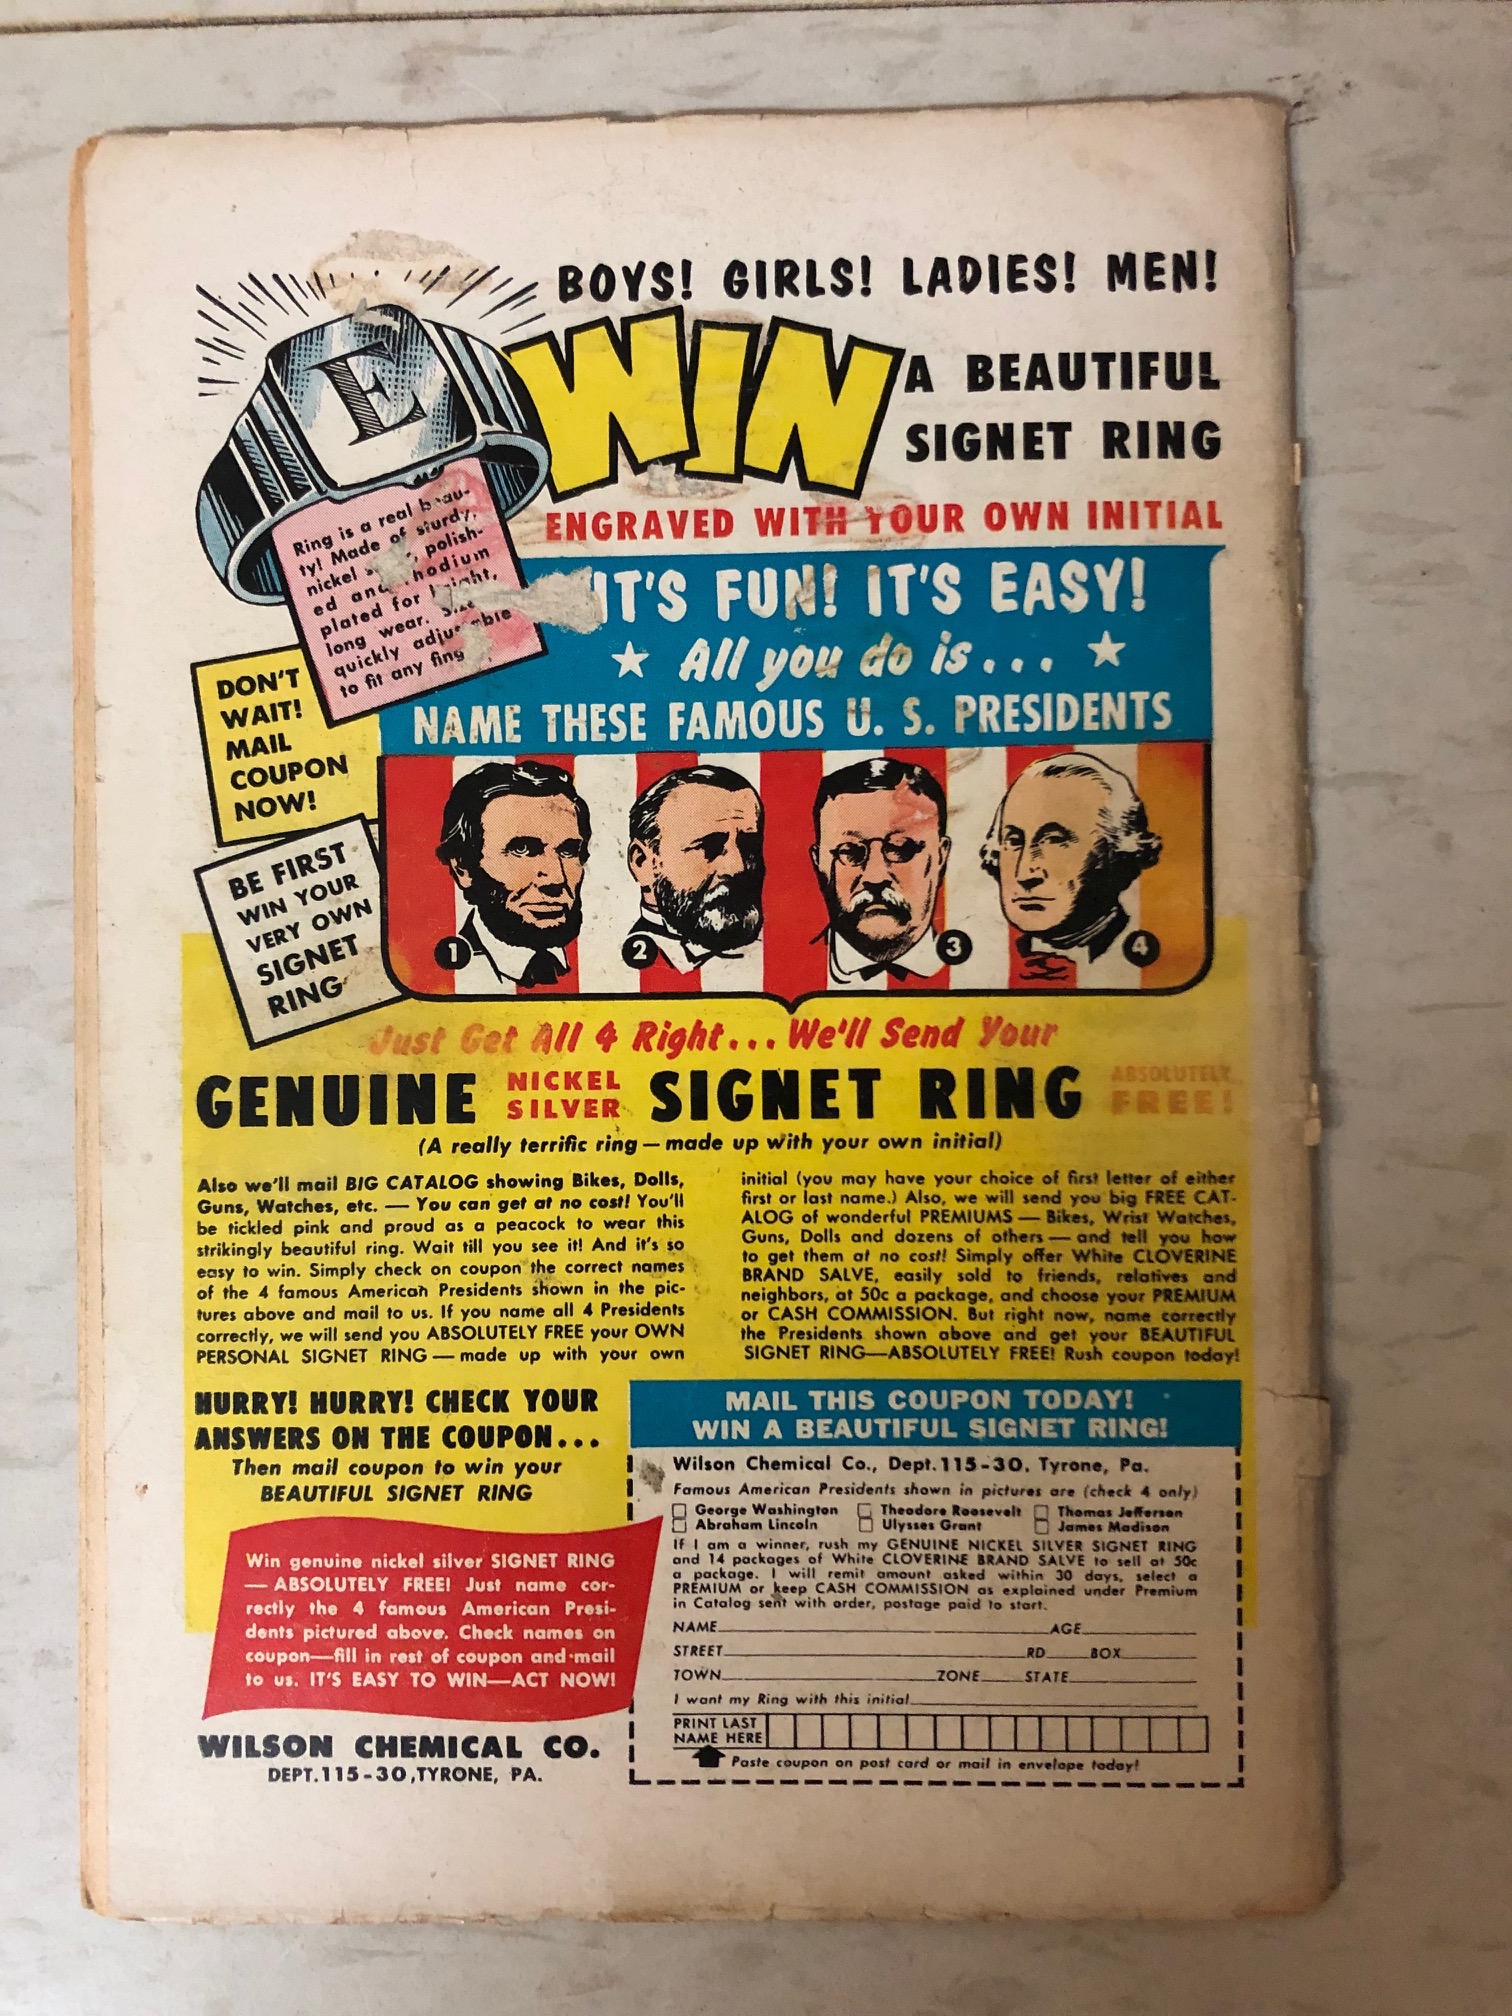 BOYS! GIRLS! LADIES! MEN!
WIN
A BEAUTIFUL
SIGNET RING
ENGRAVED WITH YOUR OWN INITIAL
E
Ring is a real beau-
ty! Made of sturdy,
nickel polish-
ed and rhodium
plated for bright,
long wear. Size
quickly adjustable
to fit any fing
IT'S FUN! IT'S EASY!
★ All you do is... ★
NAME THESE FAMOUS U. S. PRESIDENTS
DON'T
WAIT!
MAIL
COUPON
NOW!
BE FIRST
WIN YOUR
VERY OWN
SIGNET
RING
1 2 3 4
Just Get All 4 Right... We'll Send Your
GENUINE NICKEL SILVER SIGNET RING ABSOLUTELY FREE!
(A really terrific ring — made up with your own initial)
Also we'll mail BIG CATALOG showing Bikes, Dolls,
Guns, Watches, etc. — You can get at no cost! You'll
be tickled pink and proud as a peacock to wear this
strikingly beautiful ring. Wait till you see it! And it's so
easy to win. Simply check on coupon the correct names
of the 4 famous American Presidents shown in the pic-
tures above and mail to us. If you name all 4 Presidents
correctly, we will send you ABSOLUTELY FREE your OWN
PERSONAL SIGNET RING — made up with your own
initial (you may have your choice of first letter of either
first or last name.) Also, we will send you big FREE CAT-
ALOG of wonderful PREMIUMS — Bikes, Wrist Watches,
Guns, Dolls and dozens of others — and tell you how
to get them at no cost! Simply offer White CLOVERINE
BRAND SALVE, easily sold to friends, relatives and
neighbors, at 50c a package, and choose your PREMIUM
or CASH COMMISSION. But right now, name correctly
the Presidents shown above and get your BEAUTIFUL
SIGNET RING—ABSOLUTELY FREE! Rush coupon today!
HURRY! HURRY! CHECK YOUR
ANSWERS ON THE COUPON...
Then mail coupon to win your
BEAUTIFUL SIGNET RING
Win genuine nickel silver SIGNET RING
— ABSOLUTELY FREE! Just name cor-
rectly the 4 famous American Presi-
dents pictured above. Check names on
coupon—fill in rest of coupon and mail
to us. IT'S EASY TO WIN—ACT NOW!
WILSON CHEMICAL CO.
DEPT.115-30,TYRONE, PA.
MAIL THIS COUPON TODAY!
WIN A BEAUTIFUL SIGNET RING!
Wilson Chemical Co., Dept.115-30, Tyrone, Pa.
Famous American Presidents shown in pictures are (check 4 only)
☐ George Washington ☐ Theodore Roosevelt ☐ Thomas Jefferson
☐ Abraham Lincoln ☐ Ulysses Grant ☐ James Madison
If I am a winner, rush my GENUINE NICKEL SILVER SIGNET RING
and 14 packages of White CLOVERINE BRAND SALVE to sell at 50c
a package. I will remit amount asked within 30 days, select a
PREMIUM or keep CASH COMMISSION as explained under Premium
in Catalog sent with order, postage paid to start.
NAME AGE
STREET RD BOX
TOWN ZONE STATE
I want my Ring with this initial
PRINT LAST
NAME HERE
Paste coupon on post card or mail in envelope today!